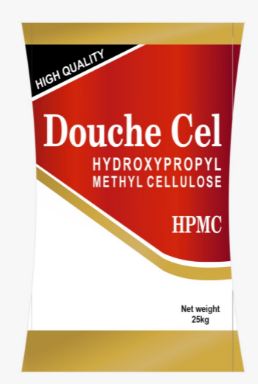 HIGH QUALITY
Douche Cel
HYDROXYPROPYL
METHYL CELLULOSE
HPMC
Net weight
25kg